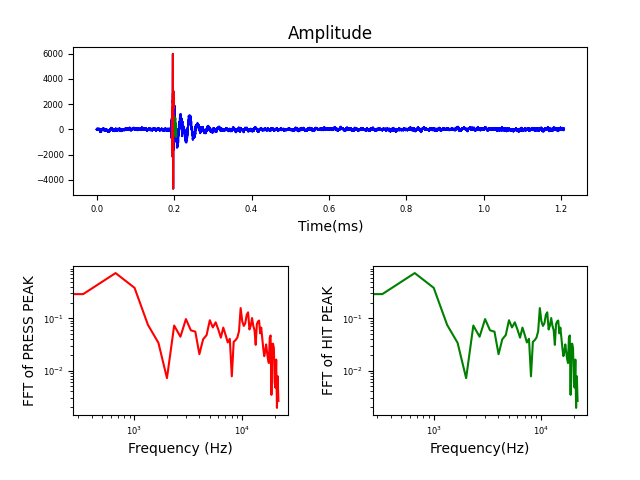 Amplitude
6000
4000
2000
0
−2000
−4000
0.0 0.2 0.4 0.6 0.8 1.0 1.2
Time(ms)
FFT of PRESS PEAK
10⁻¹
10⁻²
10³ 10⁴
Frequency (Hz)
FFT of HIT PEAK
10⁻¹
10⁻²
10³ 10⁴
Frequency(Hz)